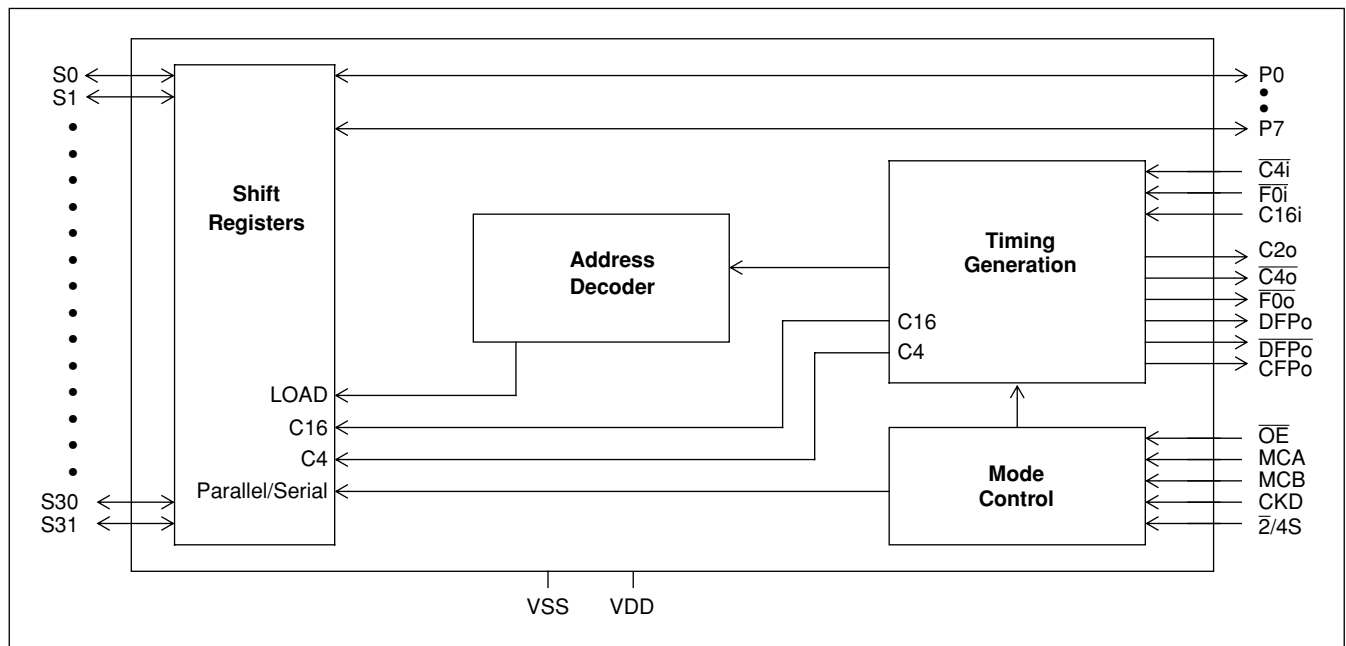 S0
S1
S30
S31
Shift
Registers
LOAD
C16
C4
Parallel/Serial
Address
Decoder
Timing
Generation
C16
C4
Mode
Control
P0
P7
C4i
F0i
C16i
C2o
C4o
F0o
DFPo
DFPo
CFPo
OE
MCA
MCB
CKD
2/4S
VSS
VDD